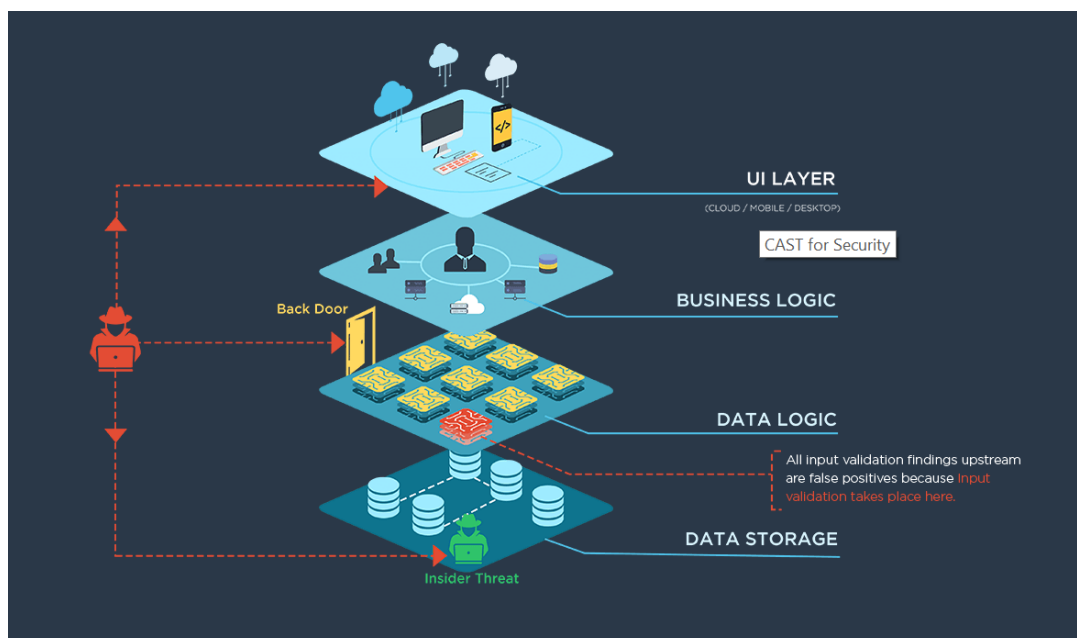 UI LAYER
(CLOUD / MOBILE / DESKTOP)
CAST for Security
BUSINESS LOGIC
Back Door
</>
DATA LOGIC
All input validation findings upstream
are false positives because Input
validation takes place here.
DATA STORAGE
Insider Threat